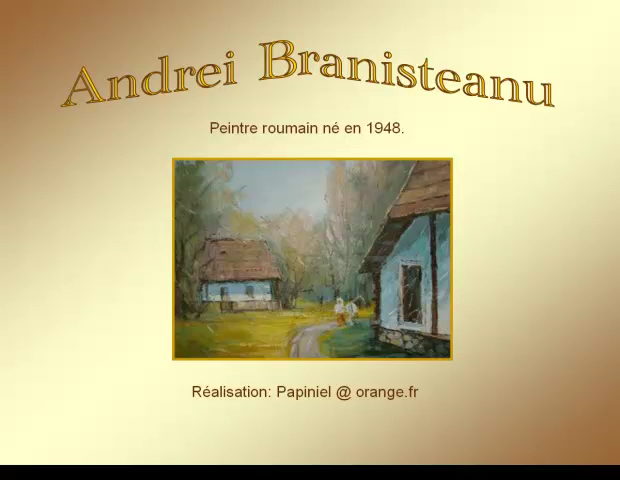 Andrei Branisteanu
Peintre roumain né en 1948.
Réalisation: Papiniel @ orange.fr